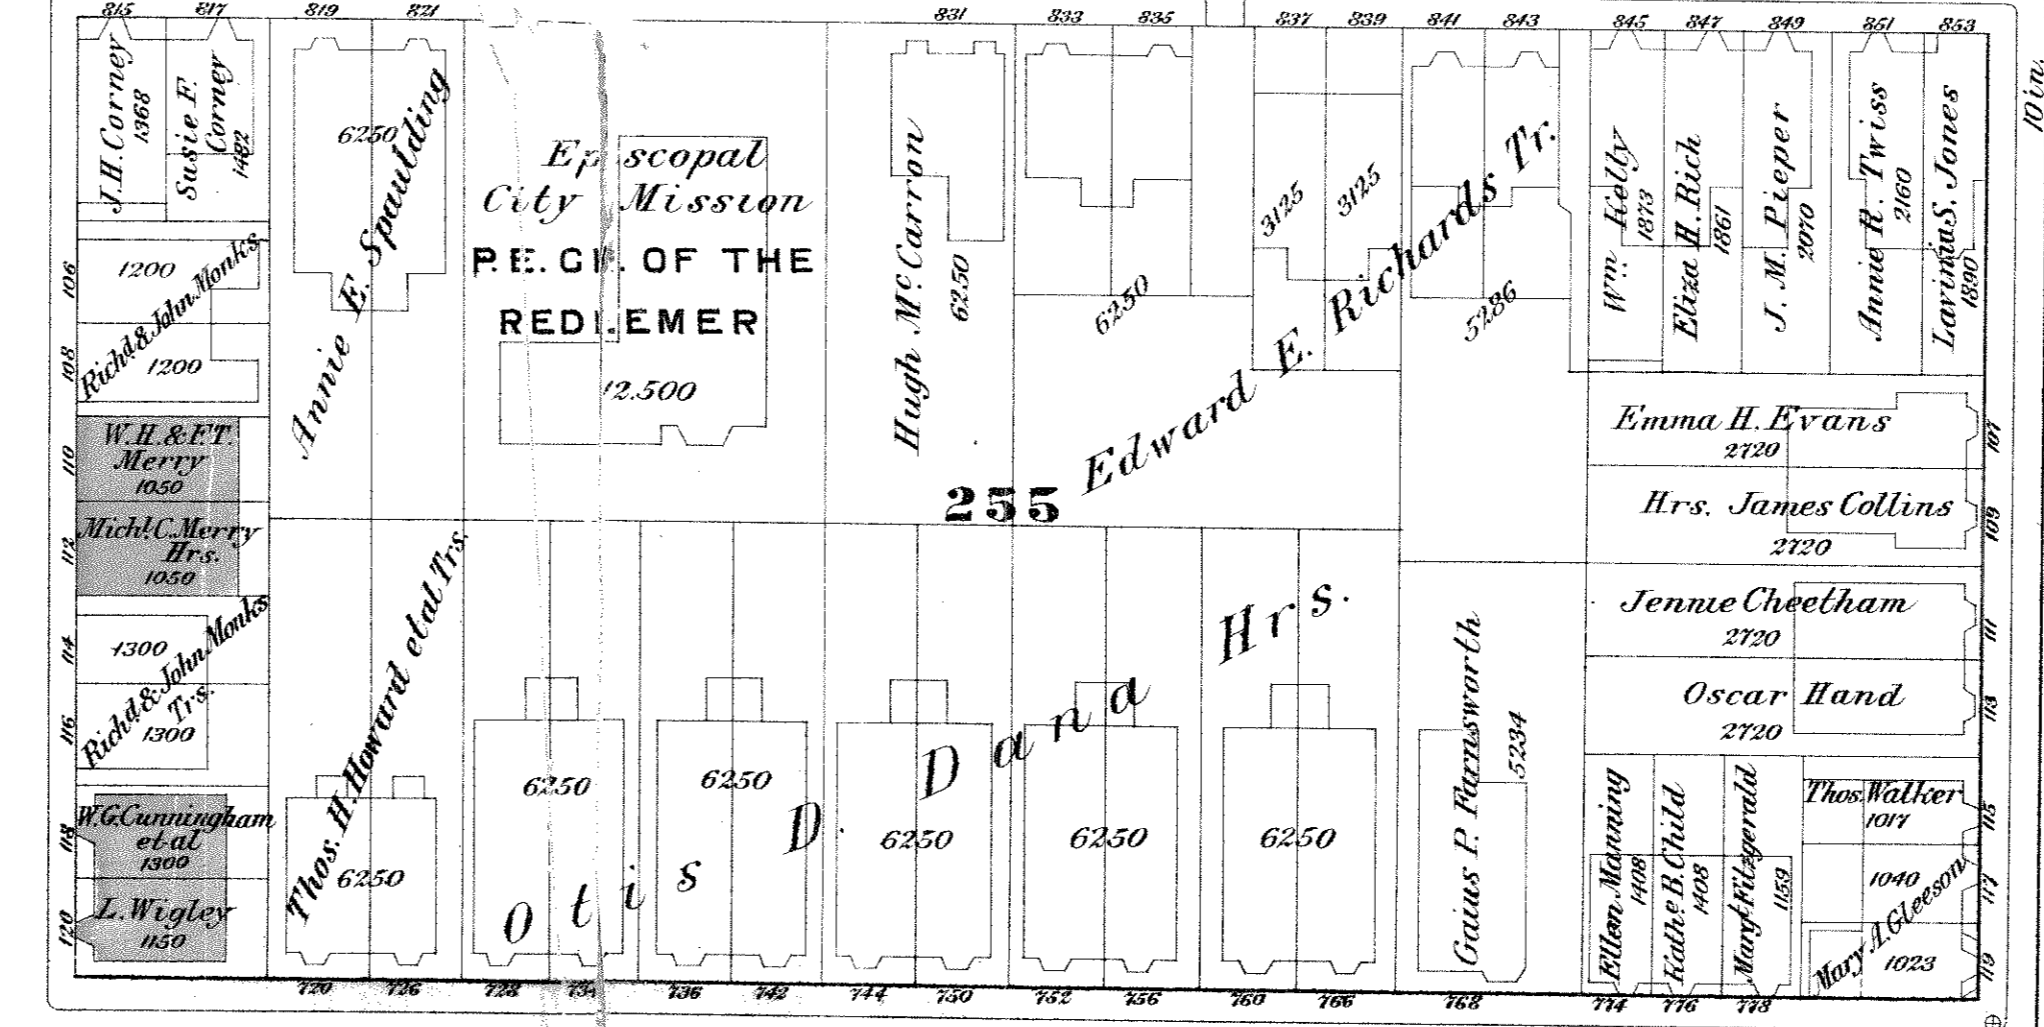 815 817 819 821 831 833 835 837 839 841 843 845 847 849 851 853
10in.
J.H. Corney
1368
Susie F. Corney
1482
6250
Annie E. Spaulding
Episcopal
City Mission
P.E. CH. OF THE
REDEEMER
12.500
Hugh Mc. Carron
6250
6250
3125
3125
Edward E. Richards Tr.
5286
Wm. Kelly
1873
Eliza H. Rich
1861
J. M. Pieper
2070
Annie R. Twiss
2160
Lavinia S. Jones
1890
106
1200
Richd. & John Monks
108
1200
110
W.H. & F.T.
Merry
1050
112
Michl. C. Merry
Hrs.
1050
114
1300
Richd. & John Monks
Trs.
116
1300
118
W.G. Cunningham
et al
1300
120
L. Wigley
1150
255
Emma H. Evans
2720
107
Hrs. James Collins
2720
109
Jennie Cheetham
2720
111
Oscar Hand
2720
113
Thos. H. Howard et al Trs.
6250
Otis D. Dana Hrs.
6250
6250
6250
6250
6250
Gaius P. Farnsworth
5234
Ellen Manning
1408
Kathe. B. Child
1408
Margt. Fitzgerald
1159
Thos. Walker
1017
115
1040
117
Mary A. Gleeson
1023
119
720 726 728 734 736 742 744 750 752 756 760 766 768 774 776 778